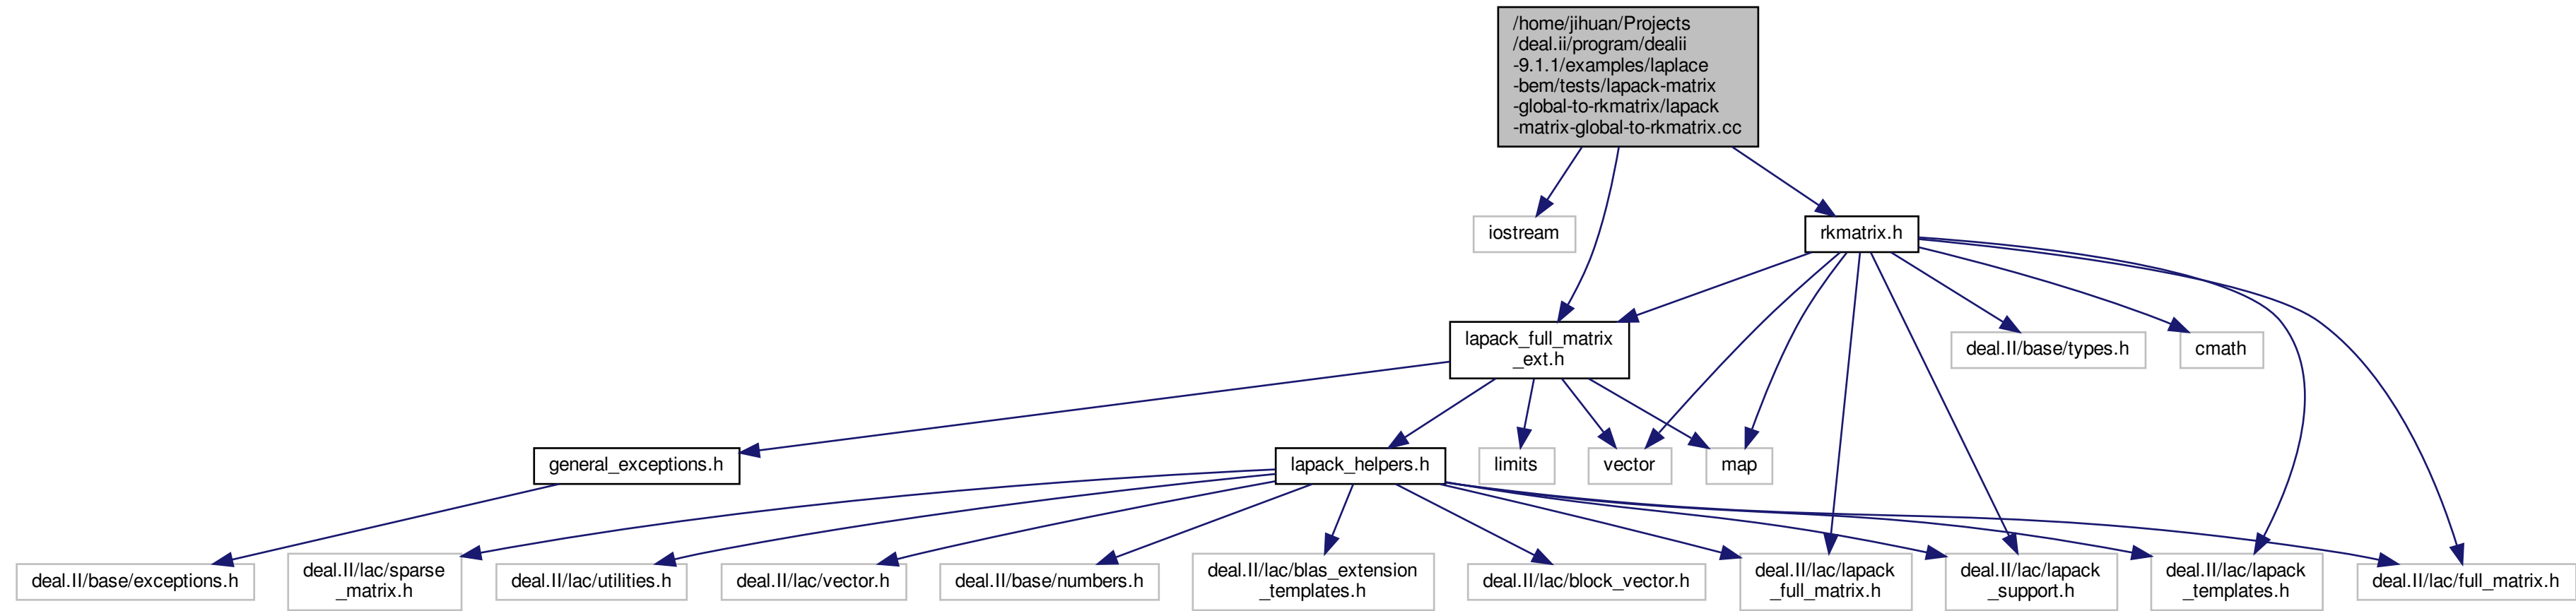 /home/jihuan/Projects
/deal.ii/program/dealii
-9.1.1/examples/laplace
-bem/tests/lapack-matrix
-global-to-rkmatrix/lapack
-matrix-global-to-rkmatrix.cc
iostream
rkmatrix.h
lapack_full_matrix
_ext.h
deal.II/base/types.h
cmath
general_exceptions.h
lapack_helpers.h
limits
vector
map
deal.II/base/exceptions.h
deal.II/lac/sparse
_matrix.h
deal.II/lac/utilities.h
deal.II/lac/vector.h
deal.II/base/numbers.h
deal.II/lac/blas_extension
_templates.h
deal.II/lac/block_vector.h
deal.II/lac/lapack
_full_matrix.h
deal.II/lac/lapack
_support.h
deal.II/lac/lapack
_templates.h
deal.II/lac/full_matrix.h